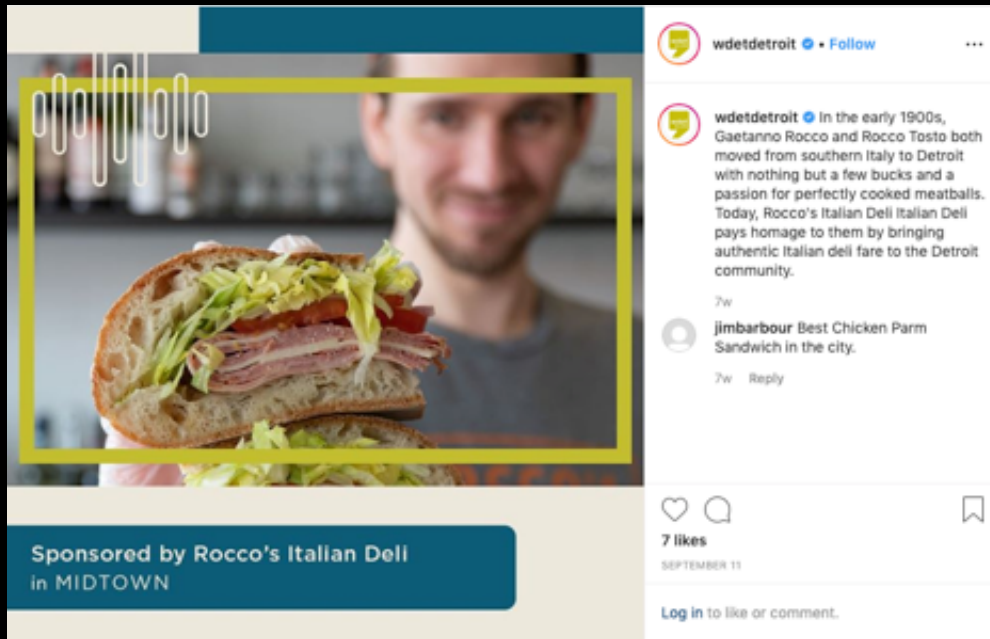 Sponsored by Rocco's Italian Deli
in MIDTOWN
wdetdetroit • Follow
wdetdetroit In the early 1900s,
Gaetanno Rocco and Rocco Tosto both
moved from southern Italy to Detroit
with nothing but a few bucks and a
passion for perfectly cooked meatballs.
Today, Rocco's Italian Deli Italian Deli
pays homage to them by bringing
authentic Italian deli fare to the Detroit
community.
7w
jimbarbour Best Chicken Parm
Sandwich in the city.
7w Reply
7 likes
SEPTEMBER 11
Log in to like or comment.